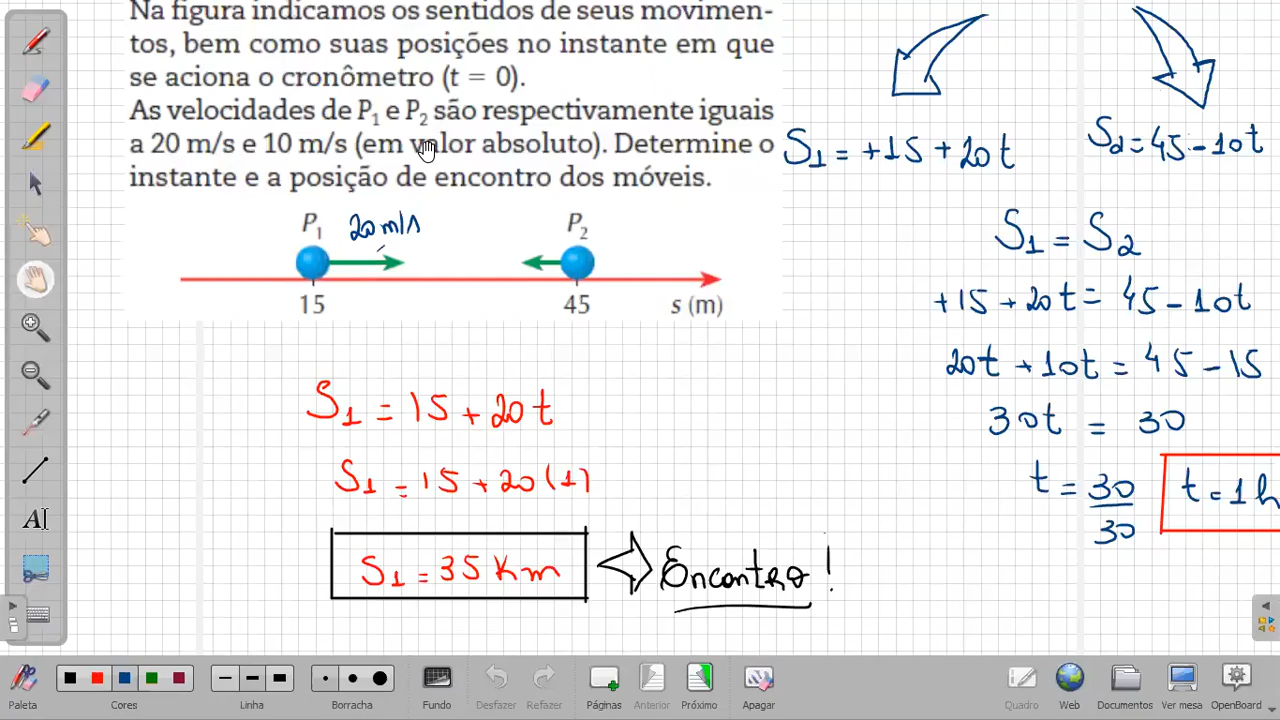 Na figura indicamos os sentidos de seus movimen-
tos, bem como suas posições no instante em que
se aciona o cronômetro (t = 0).
As velocidades de P₁ e P₂ são respectivamente iguais
a 20 m/s e 10 m/s (em valor absoluto). Determine o
instante e a posição de encontro dos móveis.
P₁ 20 m/s P₂
15 45 s (m)
S₁ = 15 + 20t
S₁ = 15 + 20(1)
S₁ = 35 Km Encontro!
S₁ = +15 + 20t S₂ = 45 - 10t
S₁ = S₂
+15 + 20t = 45 - 10t
20t + 10t = 45 - 15
30t = 30
t = 30/30 t = 1h
Paleta Cores Linha Borracha Fundo Desfazer Refazer Páginas Anterior Próximo Apagar Quadro Web Documentos Ver mesa OpenBoard